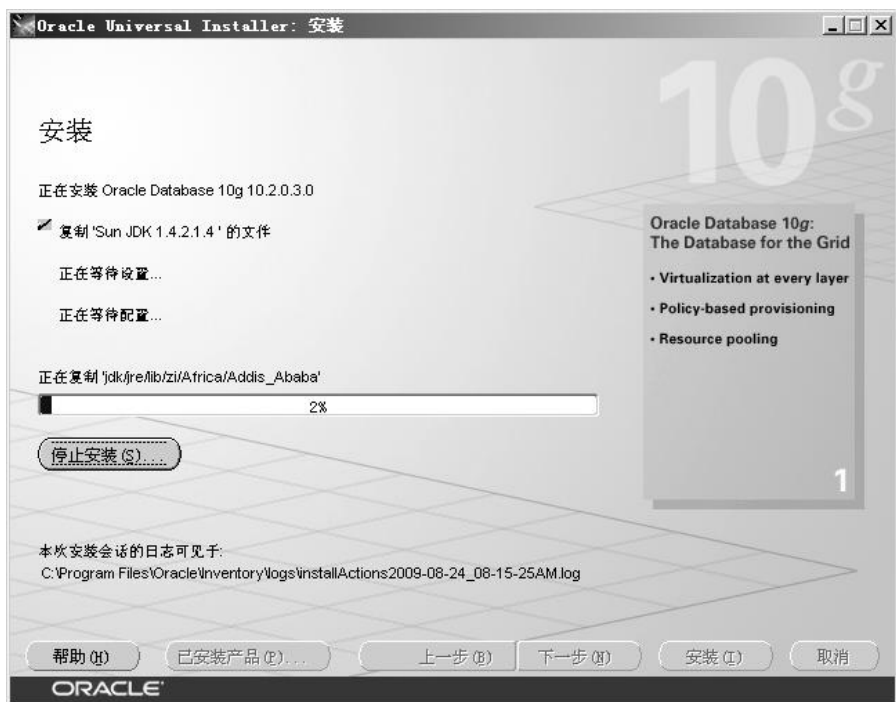 Oracle Universal Installer: 安装
10g
安装
正在安装 Oracle Database 10g 10.2.0.3.0
复制 'Sun JDK 1.4.2.1.4 ' 的文件
正在等待设置...
正在等待配置...
Oracle Database 10g:
The Database for the Grid
• Virtualization at every layer
• Policy-based provisioning
• Resource pooling
1
正在复制 'jdk/jre/lib/zi/Africa/Addis_Ababa'
2%
停止安装(S)...
本次安装会话的日志可见于:
C:\Program Files\Oracle\Inventory\logs\installActions2009-08-24_08-15-25AM.log
帮助(H) 已安装产品(P)... 上一步(B) 下一步(N) 安装(I) 取消
ORACLE